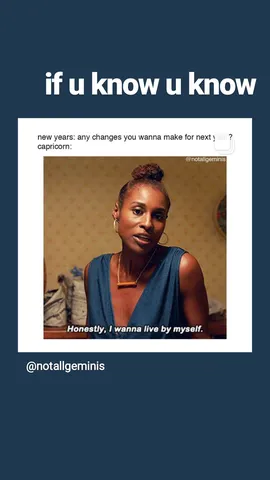 if u know u know
new years: any changes you wanna make for next ?
capricorn:
@notallgeminis
Honestly, I wanna live by myself.
@notallgeminis